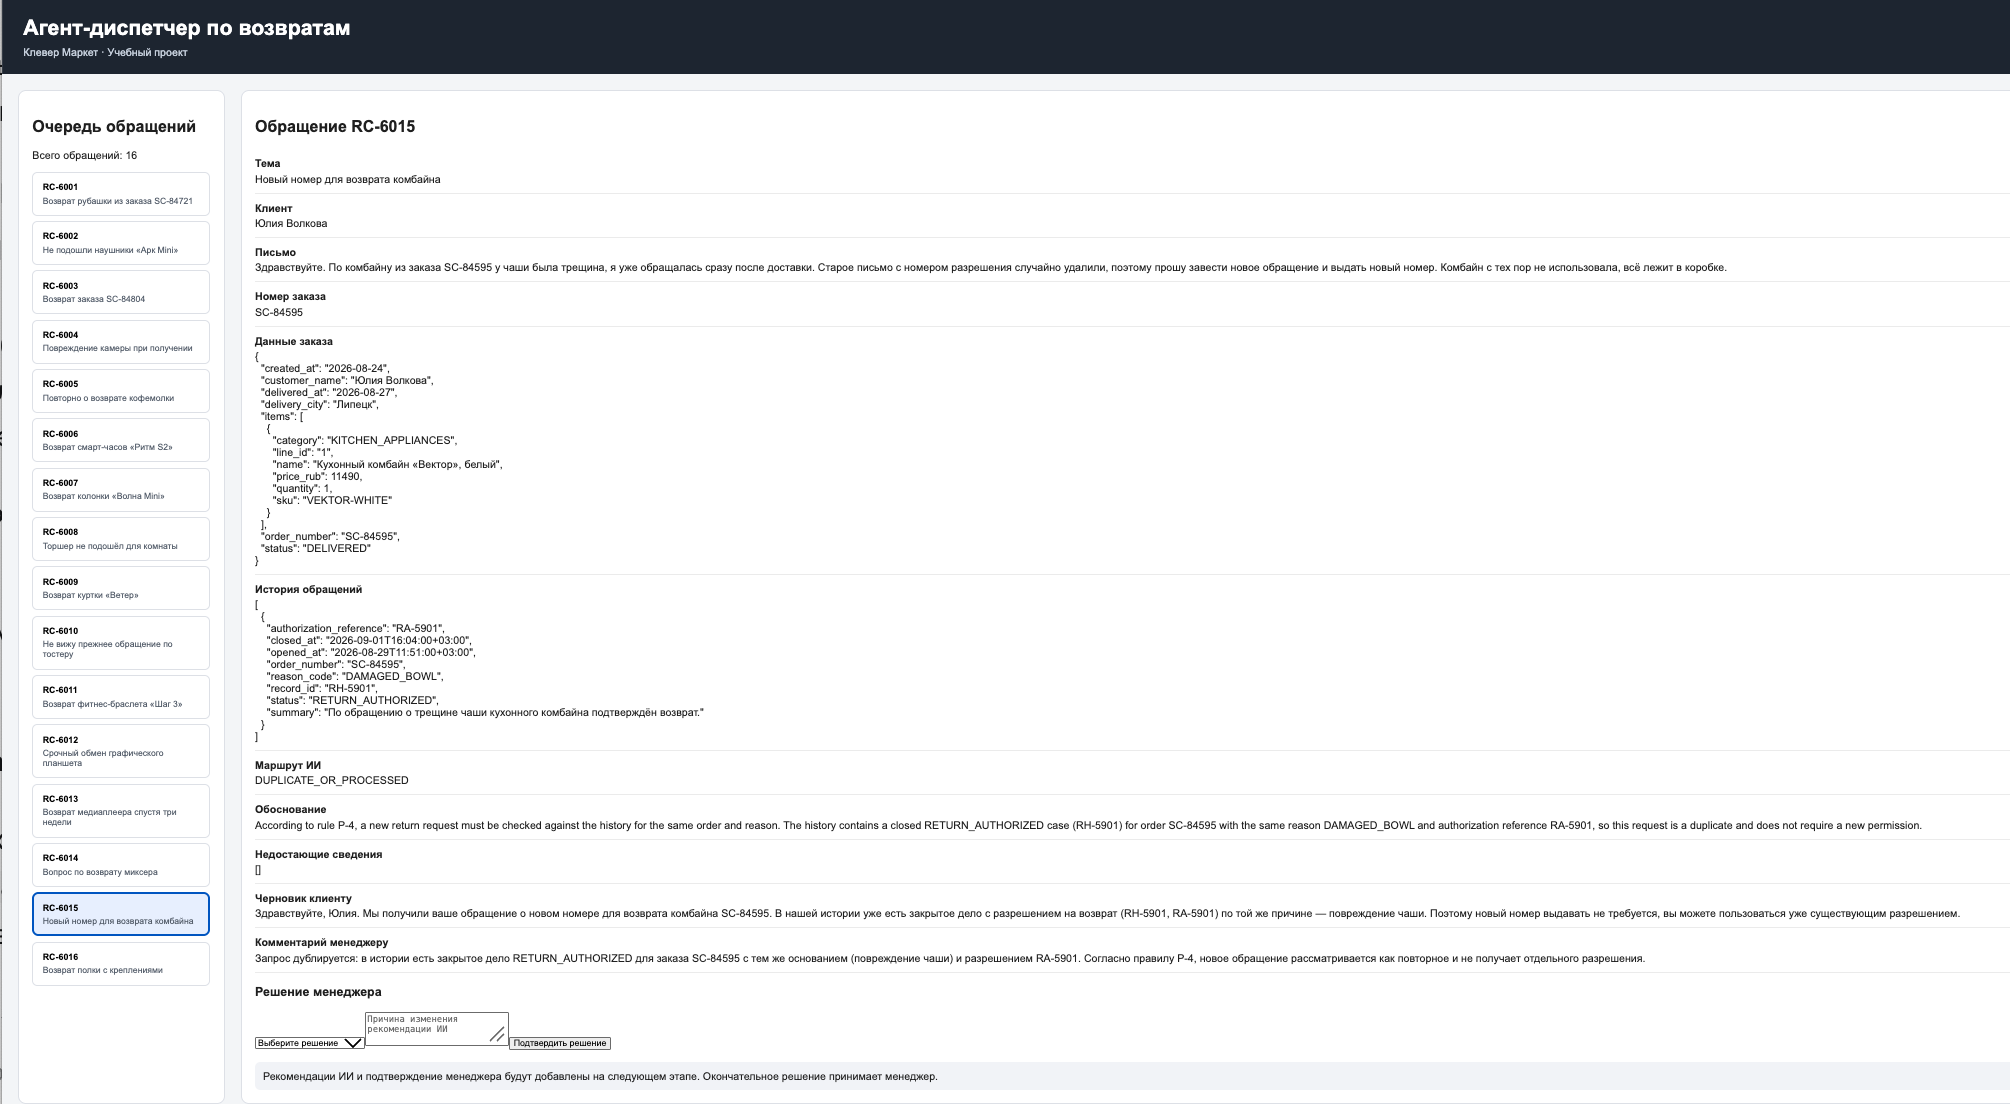 Агент-диспетчер по возвратам
Клевер Маркет · Учебный проект
Очередь обращений
Всего обращений: 16
RC-6001
Возврат рубашки из заказа SC-84721
RC-6002
Не подошли наушники «Арк Mini»
RC-6003
Возврат заказа SC-84804
RC-6004
Повреждение камеры при получении
RC-6005
Повторно о возврате кофемолки
RC-6006
Возврат смарт-часов «Ритм S2»
RC-6007
Возврат колонки «Волна Mini»
RC-6008
Торшер не подошёл для комнаты
RC-6009
Возврат куртки «Ветер»
RC-6010
Не вижу прежнее обращение по
тостеру
RC-6011
Возврат фитнес-браслета «Шаг 3»
RC-6012
Срочный обмен графического
планшета
RC-6013
Возврат медиаплеера спустя три
недели
RC-6014
Вопрос по возврату миксера
RC-6015
Новый номер для возврата комбайна
RC-6016
Возврат полки с креплениями
Обращение RC-6015
Тема
Новый номер для возврата комбайна
Клиент
Юлия Волкова
Письмо
Здравствуйте. По комбайну из заказа SC-84595 у чаши была трещина, я уже обращалась сразу после доставки. Старое письмо с номером разрешения случайно удалили, поэтому прошу завести новое обращение и выдать новый номер. Комбайн с тех пор не использовала, всё лежит в коробке.
Номер заказа
SC-84595
Данные заказа
{
"created_at": "2026-08-24",
"customer_name": "Юлия Волкова",
"delivered_at": "2026-08-27",
"delivery_city": "Липецк",
"items": [
{
"category": "KITCHEN_APPLIANCES",
"line_id": "1",
"name": "Кухонный комбайн «Вектор», белый",
"price_rub": 11490,
"quantity": 1,
"sku": "VEKTOR-WHITE"
}
],
"order_number": "SC-84595",
"status": "DELIVERED"
}
История обращений
[
{
"authorization_reference": "RA-5901",
"closed_at": "2026-09-01T16:04:00+03:00",
"opened_at": "2026-08-29T11:51:00+03:00",
"order_number": "SC-84595",
"reason_code": "DAMAGED_BOWL",
"record_id": "RH-5901",
"status": "RETURN_AUTHORIZED",
"summary": "По обращению о трещине чаши кухонного комбайна подтверждён возврат."
}
]
Маршрут ИИ
DUPLICATE_OR_PROCESSED
Обоснование
According to rule P-4, a new return request must be checked against the history for the same order and reason. The history contains a closed RETURN_AUTHORIZED case (RH-5901) for order SC-84595 with the same reason DAMAGED_BOWL and authorization reference RA-5901, so this request is a duplicate and does not require a new permission.
Недостающие сведения
[]
Черновик клиенту
Здравствуйте, Юлия. Мы получили ваше обращение о новом номере для возврата комбайна SC-84595. В нашей истории уже есть закрытое дело с разрешением на возврат (RH-5901, RA-5901) по той же причине — повреждение чаши. Поэтому новый номер выдавать не требуется, вы можете пользоваться уже существующим разрешением.
Комментарий менеджеру
Запрос дублируется: в истории есть закрытое дело RETURN_AUTHORIZED для заказа SC-84595 с тем же основанием (повреждение чаши) и разрешением RA-5901. Согласно правилу P-4, новое обращение рассматривается как повторное и не получает отдельного разрешения.
Решение менеджера
Выберите решение
Причина изменения
рекомендации ИИ
Подтвердить решение
Рекомендации ИИ и подтверждение менеджера будут добавлены на следующем этапе. Окончательное решение принимает менеджер.